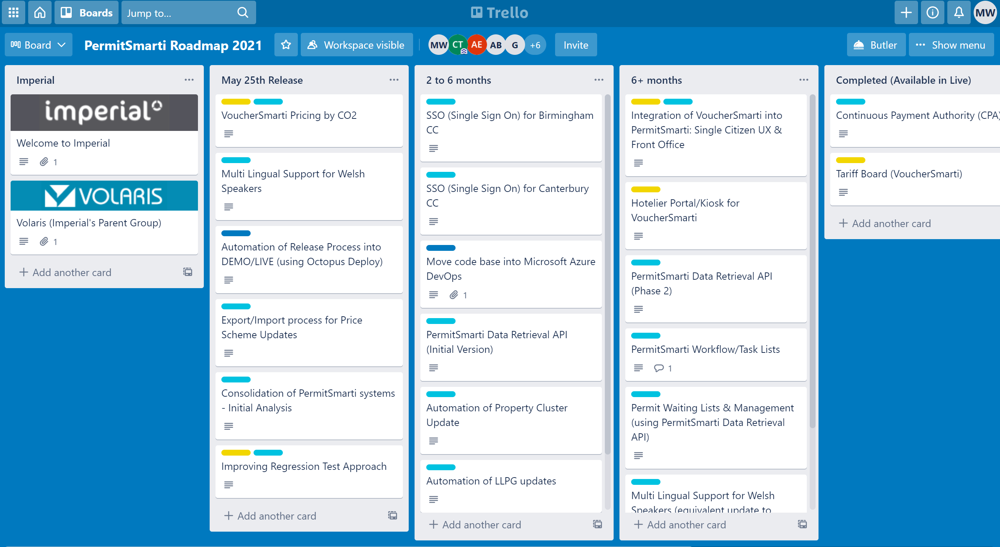 Boards
Jump to...
Trello
MW
Board
PermitSmarti Roadmap 2021
Workspace visible
MW
CT
AE
AB
G
+6
Invite
Butler
Show menu
Imperial
imperial
Welcome to Imperial
1
VOLARIS
Volaris (Imperial's Parent Group)
1
Add another card
May 25th Release
VoucherSmarti Pricing by CO2
Multi Lingual Support for Welsh
Speakers
Automation of Release Process into
DEMO/LIVE (using Octopus Deploy)
Export/Import process for Price
Scheme Updates
Consolidation of PermitSmarti systems
- Initial Analysis
Improving Regression Test Approach
Add another card
2 to 6 months
SSO (Single Sign On) for Birmingham
CC
SSO (Single Sign On) for Canterbury
CC
Move code base into Microsoft Azure
DevOps
1
PermitSmarti Data Retrieval API
(Initial Version)
Automation of Property Cluster
Update
Automation of LLPG updates
Add another card
6+ months
Integration of VoucherSmarti into
PermitSmarti: Single Citizen UX &
Front Office
Hotelier Portal/Kiosk for
VoucherSmarti
PermitSmarti Data Retrieval API
(Phase 2)
PermitSmarti Workflow/Task Lists
1
Permit Waiting Lists & Management
(using PermitSmarti Data Retrieval
API)
Multi Lingual Support for Welsh
Speakers (equivalent update to
Add another card
Completed (Available in Live)
Continuous Payment Authority (CPA)
Tariff Board (VoucherSmarti)
Add another card